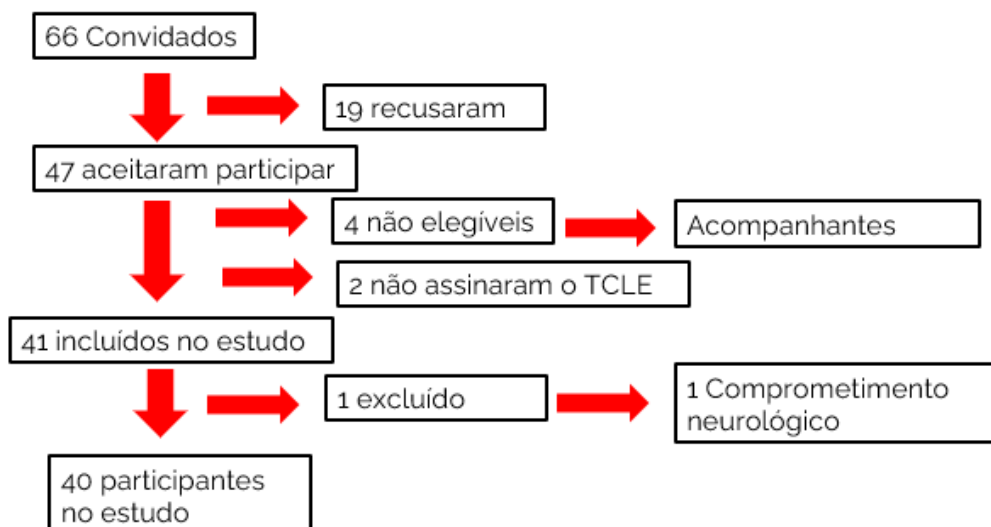 66 Convidados
19 recusaram
47 aceitaram participar
4 não elegíveis
Acompanhantes
2 não assinaram o TCLE
41 incluídos no estudo
1 excluído
1 Comprometimento
neurológico
40 participantes
no estudo